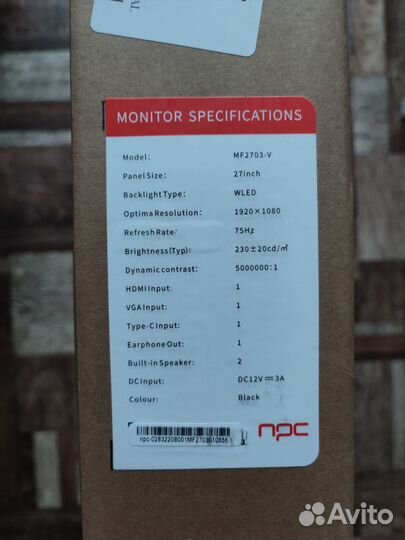 MONITOR SPECIFICATIONS
Model: MF2703-V
Panel Size: 27inch
Backlight Type: WLED
Optima Resolution: 1920×1080
Refresh Rate: 75Hz
Brightness(Typ): 230±20cd/㎡
Dynamic contrast: 5000000:1
HDMI Input: 1
VGA Input: 1
Type-C Input: 1
Earphone Out: 1
Built-in Speaker: 2
DC Input: DC12V⎓3A
Colour: Black
npc
Avito